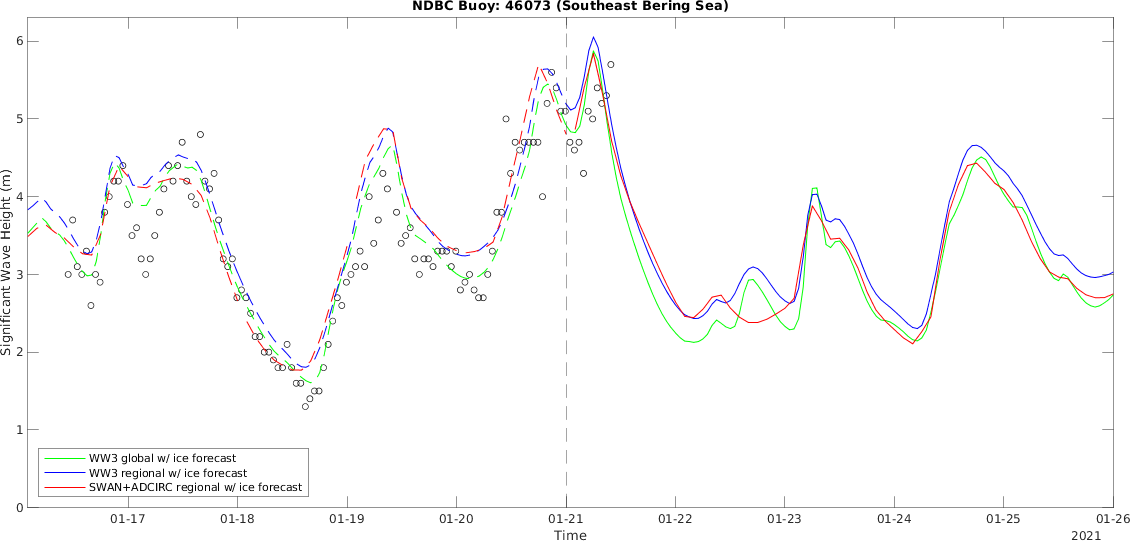 NDBC Buoy: 46073 (Southeast Bering Sea)
Significant Wave Height (m)
6
5
4
3
2
1
0
WW3 global w/ ice forecast
WW3 regional w/ ice forecast
SWAN+ADCIRC regional w/ ice forecast
01-17 01-18 01-19 01-20 01-21 01-22 01-23 01-24 01-25 01-26
Time
2021